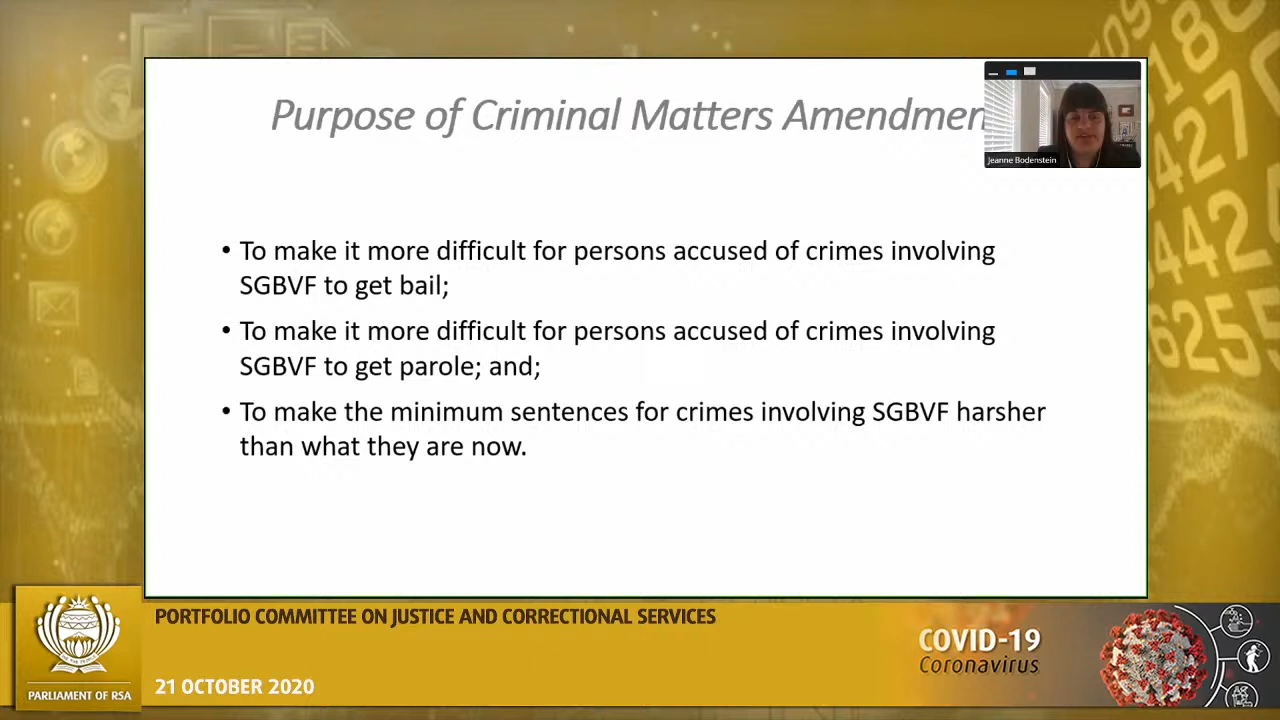 Purpose of Criminal Matters Amendmen
Jeanne Bodenstein
• To make it more difficult for persons accused of crimes involving
SGBVF to get bail;
• To make it more difficult for persons accused of crimes involving
SGBVF to get parole; and;
• To make the minimum sentences for crimes involving SGBVF harsher
than what they are now.
PORTFOLIO COMMITTEE ON JUSTICE AND CORRECTIONAL SERVICES
21 OCTOBER 2020
PARLIAMENT OF RSA
COVID-19
Coronavirus